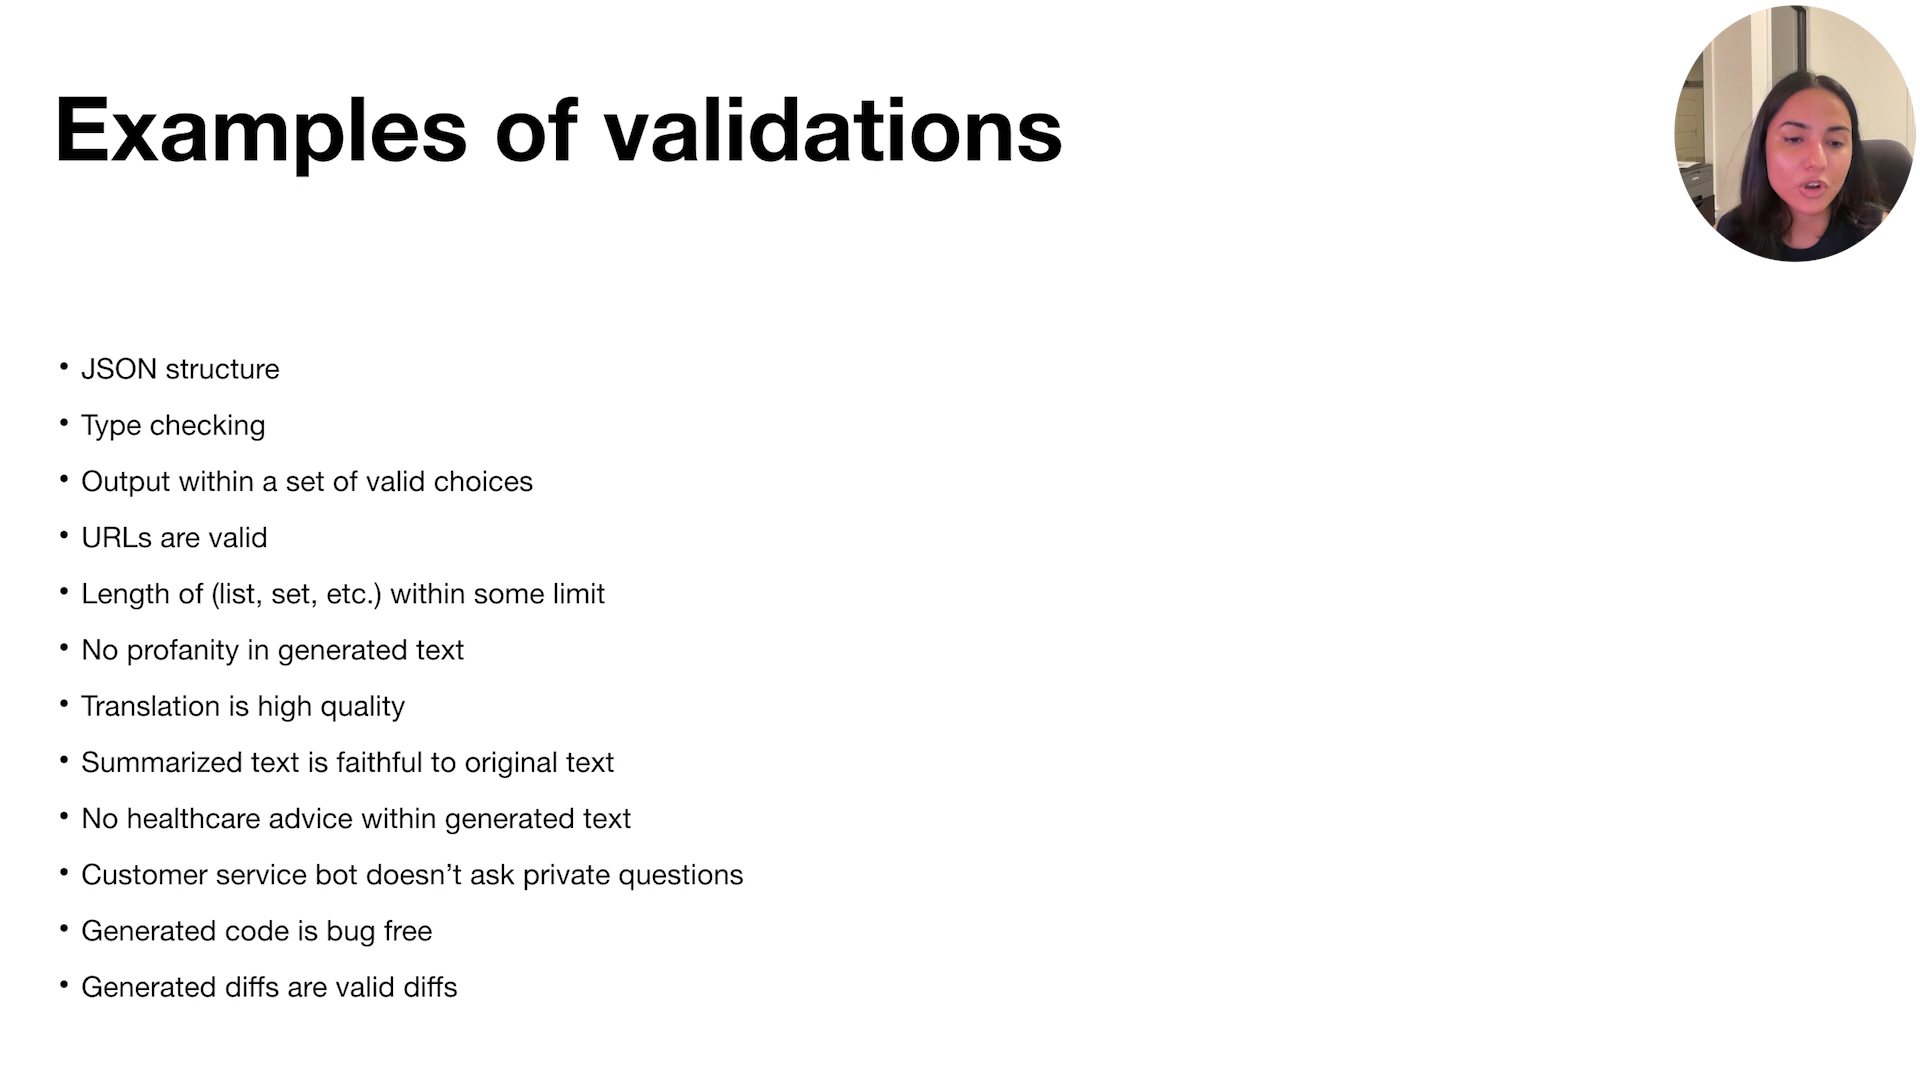 Examples of validations
• JSON structure
• Type checking
• Output within a set of valid choices
• URLs are valid
• Length of (list, set, etc.) within some limit
• No profanity in generated text
• Translation is high quality
• Summarized text is faithful to original text
• No healthcare advice within generated text
• Customer service bot doesn’t ask private questions
• Generated code is bug free
• Generated diffs are valid diffs